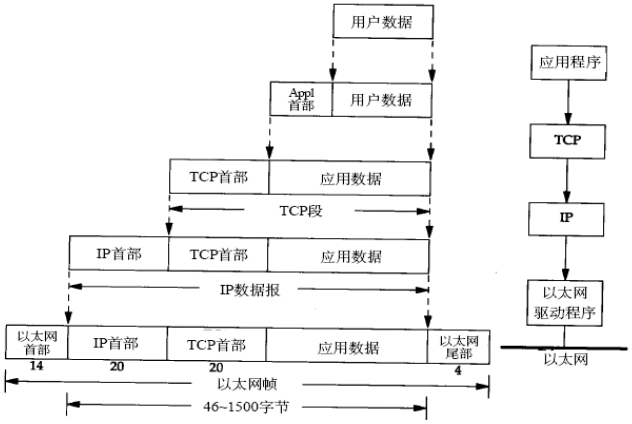 用户数据
应用程序
Appl
首部
用户数据
TCP
TCP首部
应用数据
TCP段
IP
IP首部
TCP首部
应用数据
IP数据报
以太网
驱动程序
以太网
首部
IP首部
TCP首部
应用数据
以太网
尾部
以太网
14
20
20
4
以太网帧
46~1500字节